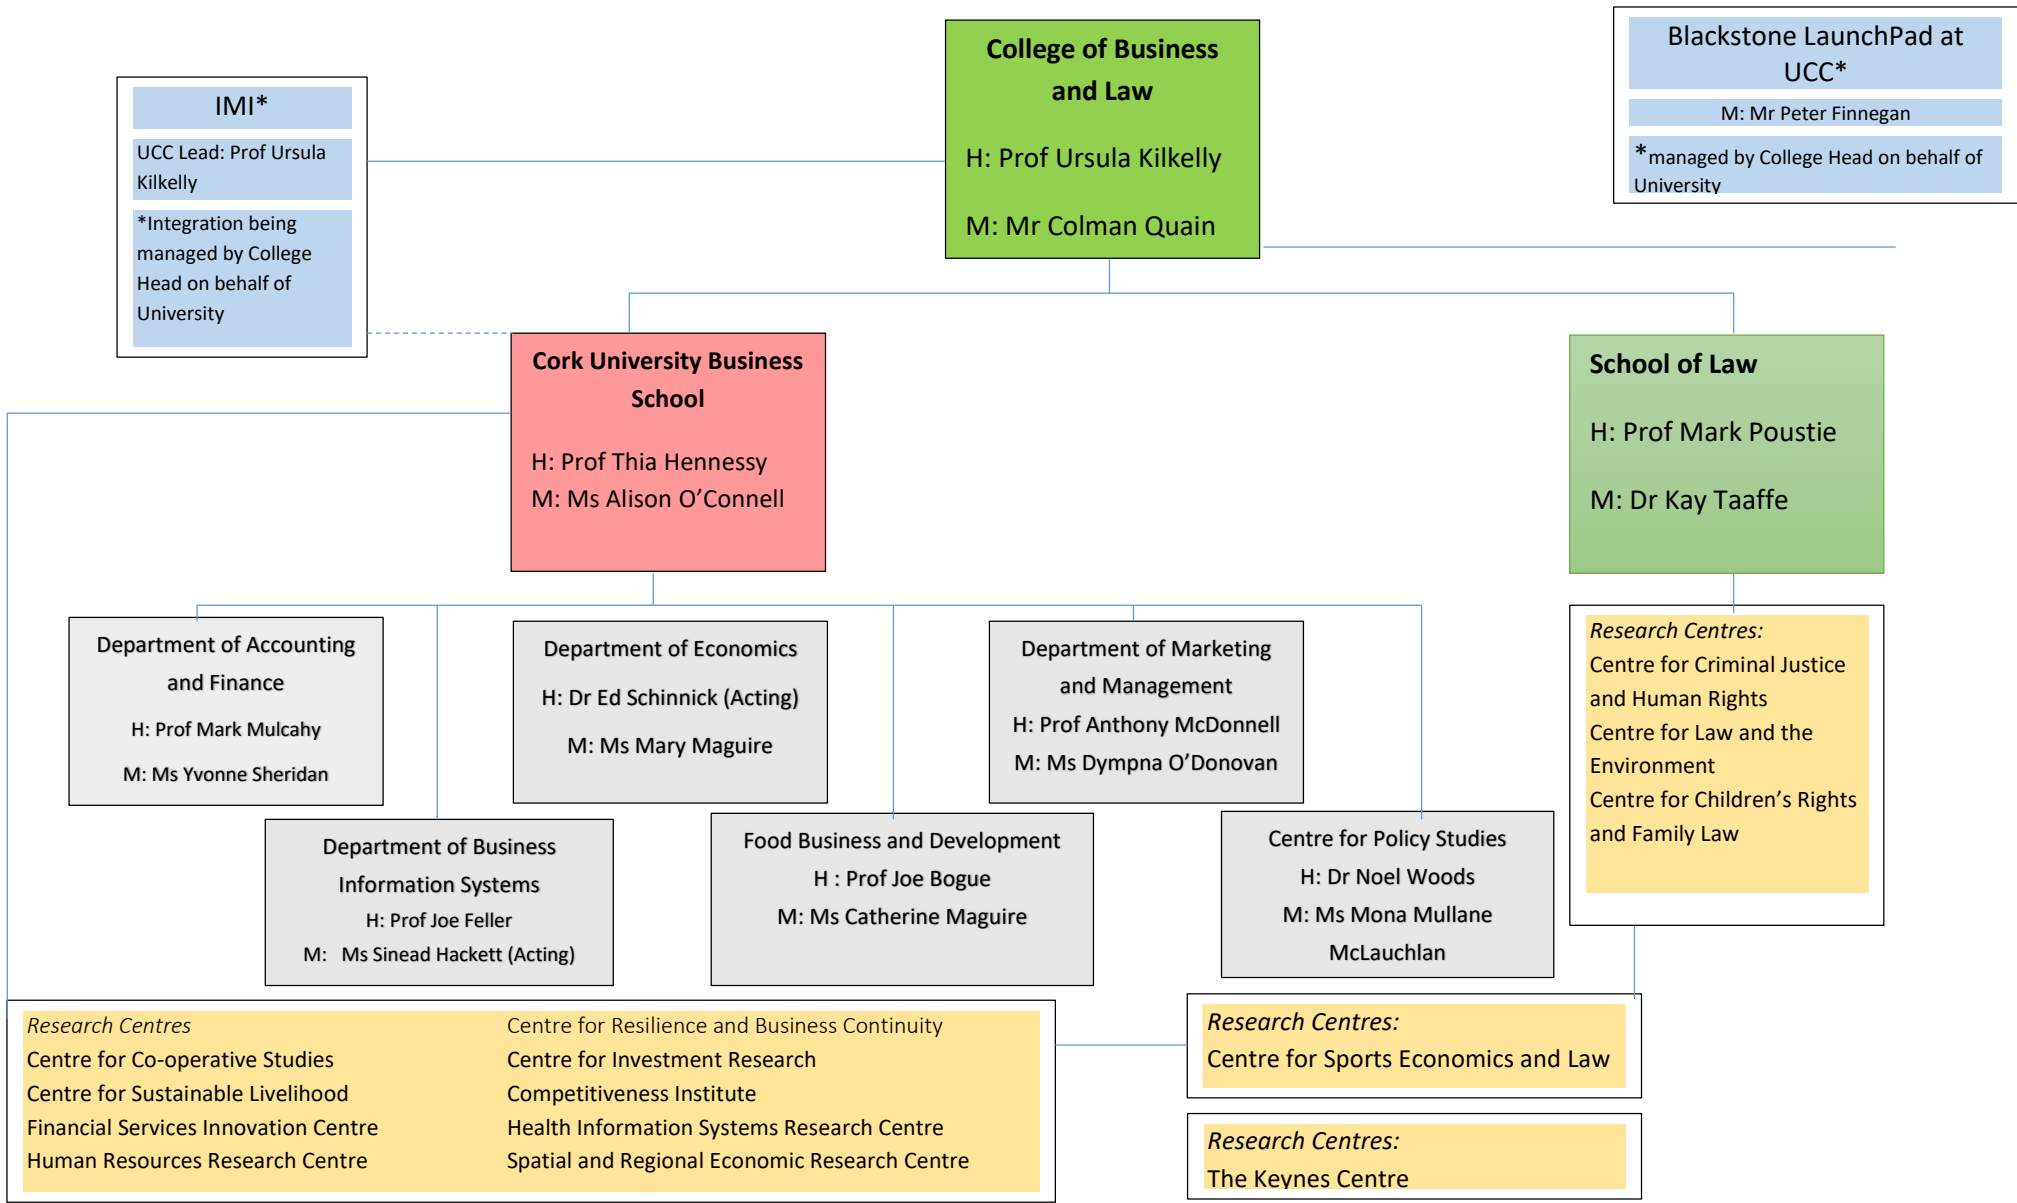 College of Business
and Law
H: Prof Ursula Kilkelly
M: Mr Colman Quain
Blackstone LaunchPad at
UCC*
M: Mr Peter Finnegan
*managed by College Head on behalf of
University
IMI*
UCC Lead: Prof Ursula
Kilkelly
*Integration being
managed by College
Head on behalf of
University
Cork University Business
School
H: Prof Thia Hennessy
M: Ms Alison O’Connell
School of Law
H: Prof Mark Poustie
M: Dr Kay Taaffe
Department of Accounting
and Finance
H: Prof Mark Mulcahy
M: Ms Yvonne Sheridan
Department of Economics
H: Dr Ed Schinnick (Acting)
M: Ms Mary Maguire
Department of Marketing
and Management
H: Prof Anthony McDonnell
M: Ms Dympna O’Donovan
Research Centres:
Centre for Criminal Justice
and Human Rights
Centre for Law and the
Environment
Centre for Children’s Rights
and Family Law
Department of Business
Information Systems
H: Prof Joe Feller
M: Ms Sinead Hackett (Acting)
Food Business and Development
H : Prof Joe Bogue
M: Ms Catherine Maguire
Centre for Policy Studies
H: Dr Noel Woods
M: Ms Mona Mullane
McLauchlan
Research Centres
Centre for Co-operative Studies
Centre for Sustainable Livelihood
Financial Services Innovation Centre
Human Resources Research Centre
Centre for Resilience and Business Continuity
Centre for Investment Research
Competitiveness Institute
Health Information Systems Research Centre
Spatial and Regional Economic Research Centre
Research Centres:
Centre for Sports Economics and Law
Research Centres:
The Keynes Centre